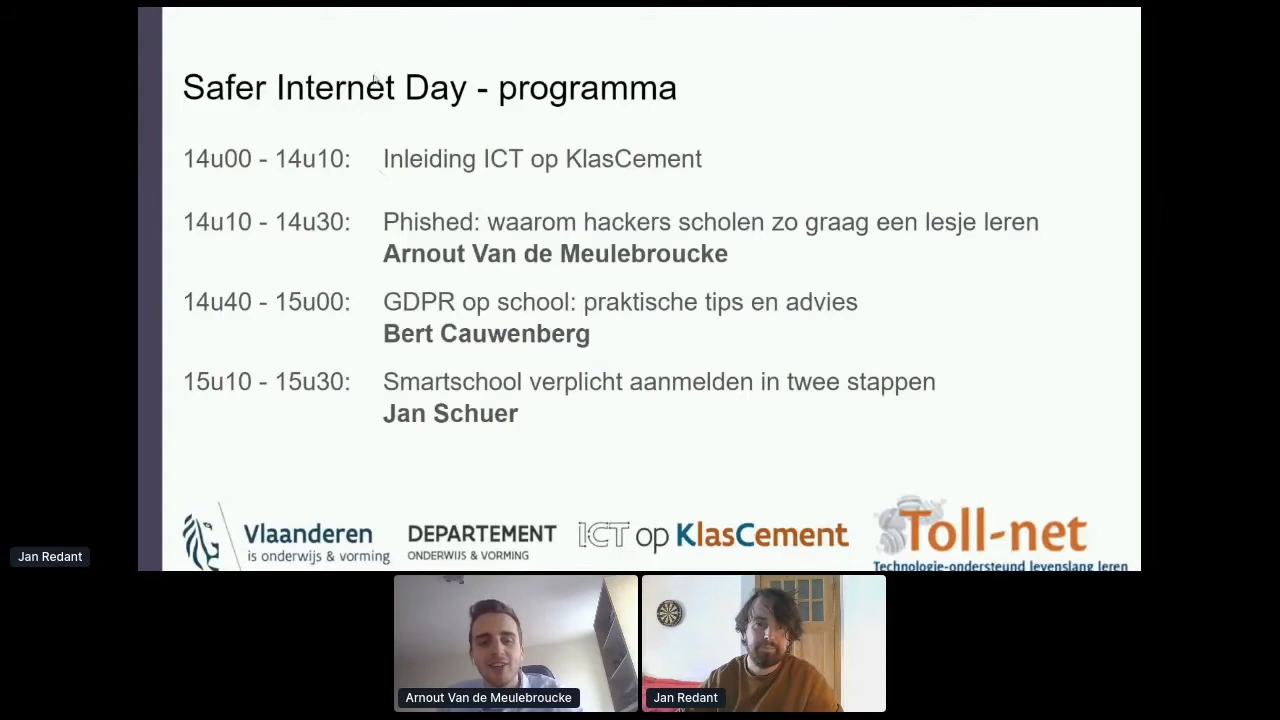 Safer Internet Day - programma
14u00 - 14u10: Inleiding ICT op KlasCement
14u10 - 14u30: Phished: waarom hackers scholen zo graag een lesje leren
Arnout Van de Meulebroucke
14u40 - 15u00: GDPR op school: praktische tips en advies
Bert Cauwenberg
15u10 - 15u30: Smartschool verplicht aanmelden in twee stappen
Jan Schuer
Vlaanderen
is onderwijs & vorming
DEPARTEMENT
ONDERWIJS & VORMING
ICT op KlasCement
Toll-net
Technologie-ondersteund levenslang leren
Jan Redant
Arnout Van de Meulebroucke
Jan Redant